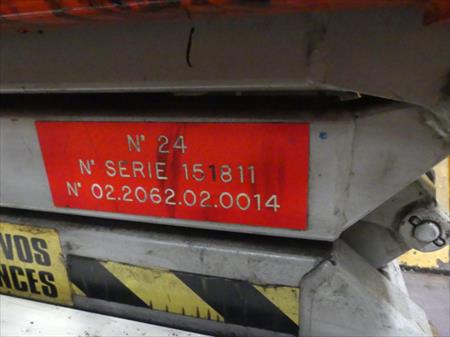 N° 24
N° SERIE 151811
N° 02.2062.02.0014
VOS
NCES